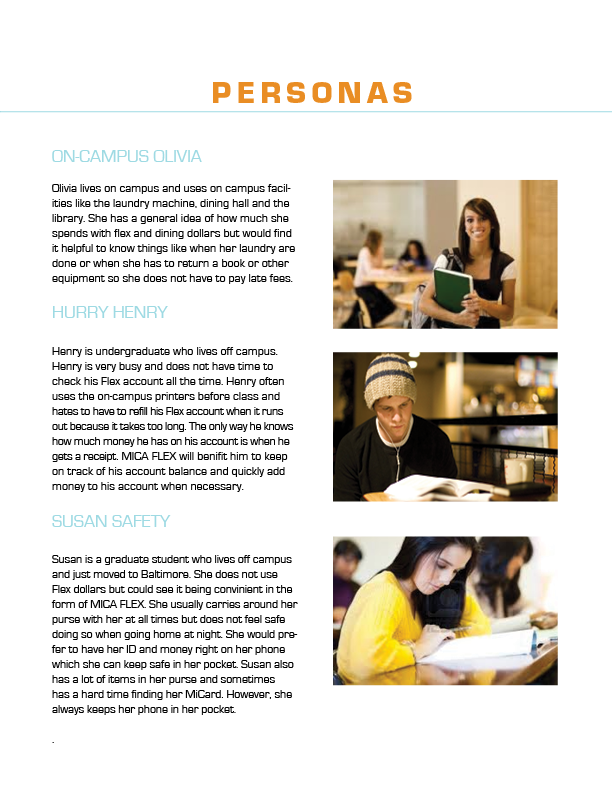 PERSONAS
ON-CAMPUS OLIVIA
Olivia lives on campus and uses on campus facil-
ities like the laundry machine, dining hall and the
library. She has a general idea of how much she
spends with flex and dining dollars but would find
it helpful to know things like when her laundry are
done or when she has to return a book or other
equipment so she does not have to pay late fees.
HURRY HENRY
Henry is undergraduate who lives off campus.
Henry is very busy and does not have time to
check his Flex account all the time. Henry often
uses the on-campus printers before class and
hates to have to refill his Flex account when it runs
out because it takes too long. The only way he knows
how much money he has on his account is when he
gets a receipt. MICA FLEX will benifit him to keep
on track of his account balance and quickly add
money to his account when necessary.
SUSAN SAFETY
Susan is a graduate student who lives off campus
and just moved to Baltimore. She does not use
Flex dollars but could see it being convinient in the
form of MICA FLEX. She usually carries around her
purse with her at all times but does not feel safe
doing so when going home at night. She would pre-
fer to have her ID and money right on her phone
which she can keep safe in her pocket. Susan also
has a lot of items in her purse and sometimes
has a hard time finding her MiCard. However, she
always keeps her phone in her pocket.
.